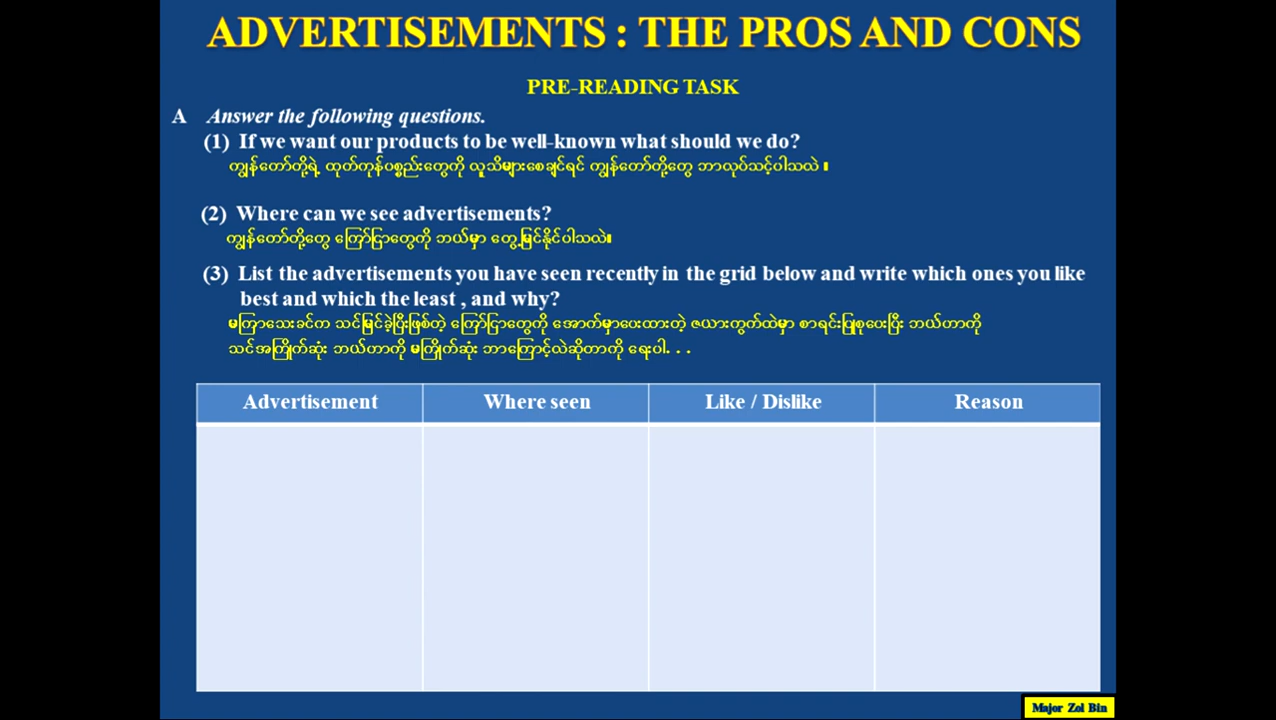 ADVERTISEMENTS : THE PROS AND CONS
PRE-READING TASK
A Answer the following questions.
(1) If we want our products to be well-known what should we do?
ကျွန်တော်တို့ရဲ့ ထုတ်ကုန်ပစ္စည်းတွေကို လူသိများစေချင်ရင် ကျွန်တော်တို့တွေ ဘာလုပ်သင့်ပါသလဲ ။
(2) Where can we see advertisements?
ကျွန်တော်တို့တွေ ကြော်ငြာတွေကို ဘယ်မှာ တွေ့မြင်နိုင်ပါသလဲ။
(3) List the advertisements you have seen recently in the grid below and write which ones you like
best and which the least , and why?
မကြာသေးခင်က သင်မြင်ခဲ့ပြီးဖြစ်တဲ့ ကြော်ငြာတွေကို အောက်မှာပေးထားတဲ့ ဇယားကွက်ထဲမှာ စာရင်းပြုစုပေးပြီး ဘယ်ဟာကို
သင်အကြိုက်ဆုံး ဘယ်ဟာကို မကြိုက်ဆုံး ဘာကြောင့်လဲဆိုတာကို ရေးပါ. . .
Advertisement Where seen Like / Dislike Reason
Major Zol Bin